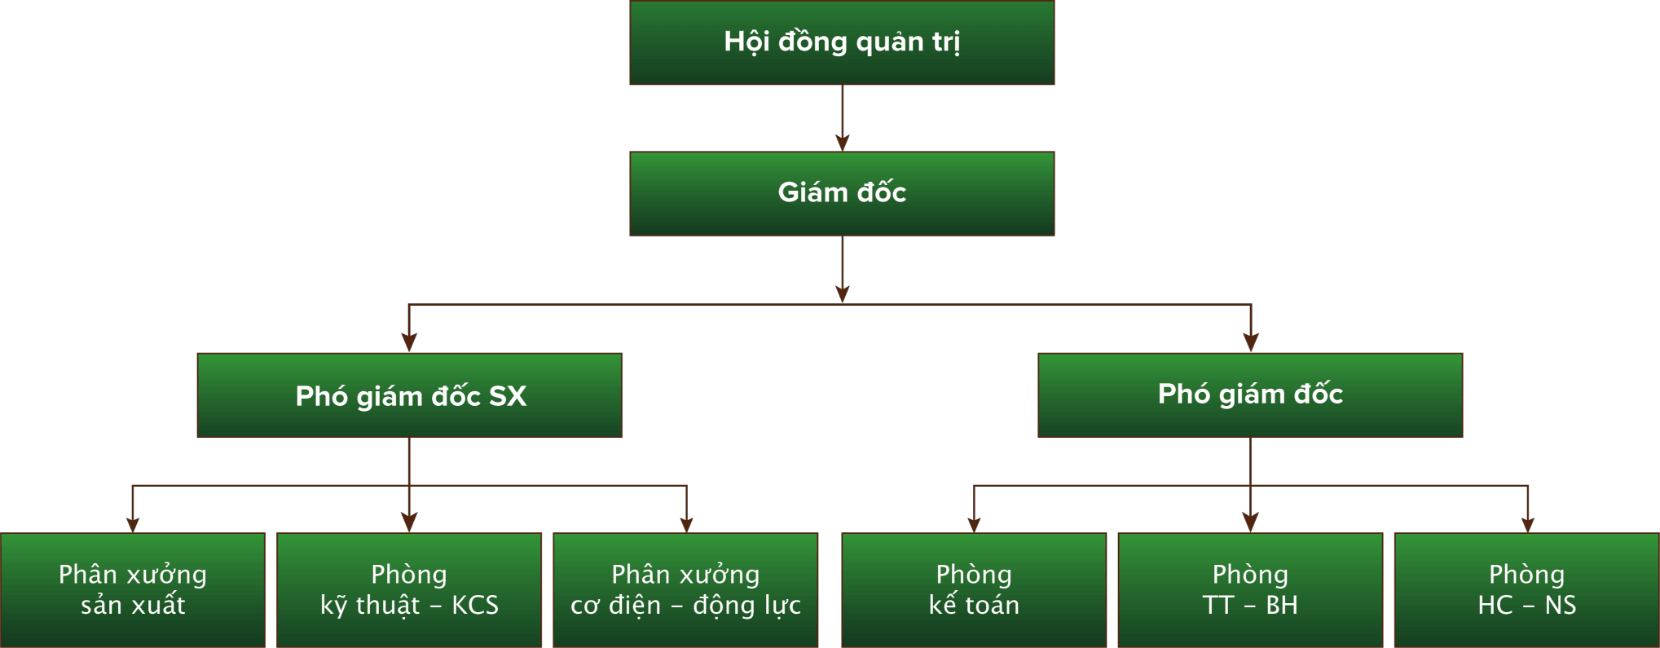 Hội đồng quản trị
Giám đốc
Phó giám đốc SX
Phó giám đốc
Phân xưởng
sản xuất
Phòng
kỹ thuật – KCS
Phân xưởng
cơ điện – động lực
Phòng
kế toán
Phòng
TT – BH
Phòng
HC – NS